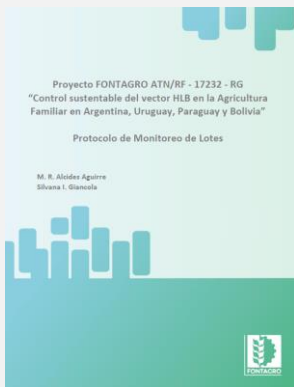 Proyecto FONTAGRO ATN/RF - 17232 - RG
“Control sustentable del vector HLB en la Agricultura
Familiar en Argentina, Uruguay, Paraguay y Bolivia”
Protocolo de Monitoreo de Lotes
M. R. Alcides Aguirre
Silvana I. Giancola
FONTAGRO